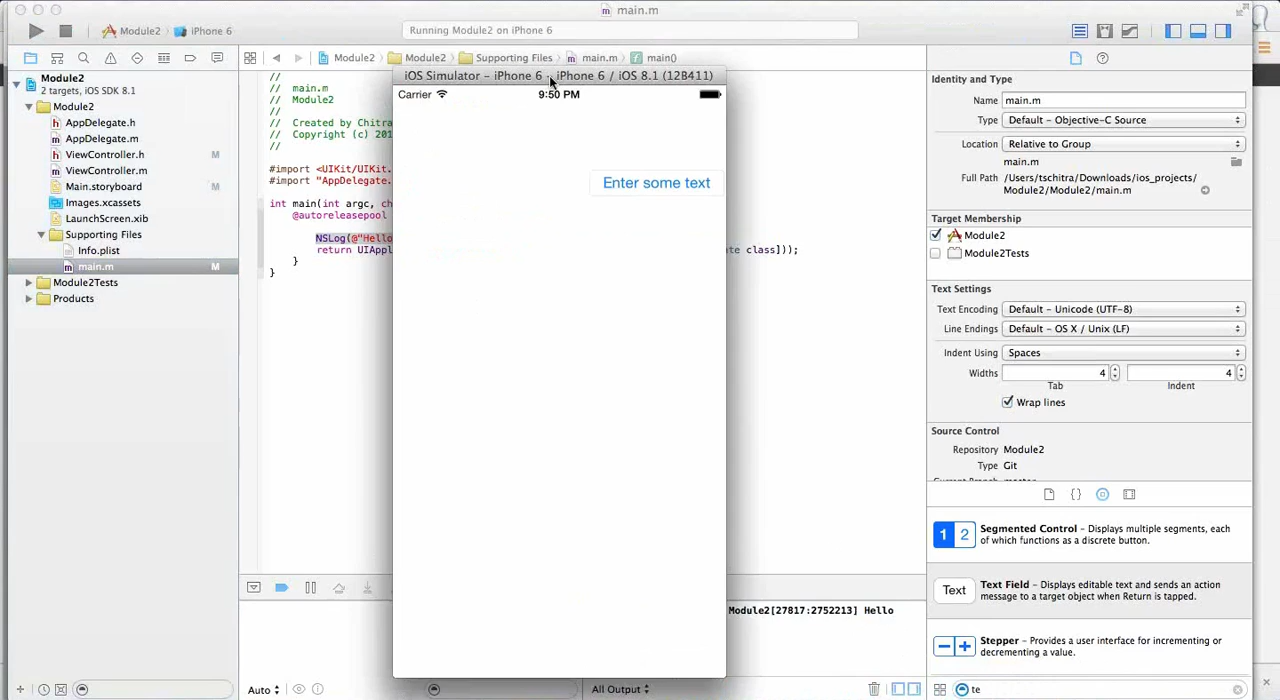 main.m
Module2
iPhone 6
Running Module2 on iPhone 6
Module2
Module2
Supporting Files
main.m
main()
Module2
2 targets, iOS SDK 8.1
Module2
AppDelegate.h
AppDelegate.m
ViewController.h
M
ViewController.m
Main.storyboard
M
Images.xcassets
LaunchScreen.xib
Supporting Files
Info.plist
main.m
M
Module2Tests
Products
//
// main.m
// Module2
//
// Created by Chitra
// Copyright (c) 201
//
#import <UIKit/UIKit.
#import "AppDelegate.
int main(int argc, ch
@autoreleasepool
NSLog(@"Hello
return UIAppl
te class]));
}
}
iOS Simulator - iPhone 6 - iPhone 6 / iOS 8.1 (12B411)
Carrier
9:50 PM
Enter some text
Module2[27817:2752213] Hello
Auto
All Output
Identity and Type
Name main.m
Type Default - Objective-C Source
Location Relative to Group
main.m
Full Path /Users/tschitra/Downloads/ios_projects/
Module2/Module2/main.m
Target Membership
Module2
Module2Tests
Text Settings
Text Encoding Default - Unicode (UTF-8)
Line Endings Default - OS X / Unix (LF)
Indent Using Spaces
Widths 4 4
Tab Indent
Wrap lines
Source Control
Repository Module2
Type Git
{}
1 2
Segmented Control - Displays multiple segments, each
of which functions as a discrete button.
Text
Text Field - Displays editable text and sends an action
message to a target object when Return is tapped.
Stepper - Provides a user interface for incrementing or
decrementing a value.
te